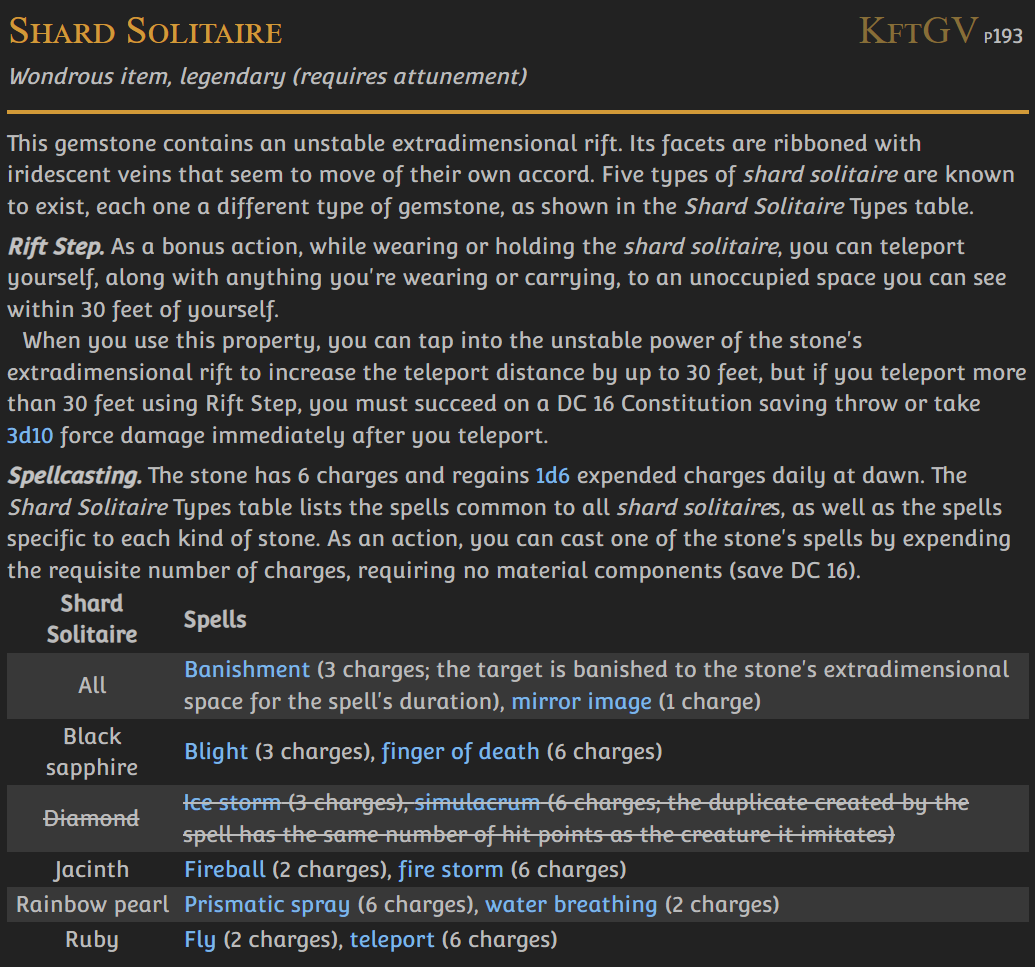 Shard Solitaire KftGV p193
Wondrous item, legendary (requires attunement)
This gemstone contains an unstable extradimensional rift. Its facets are ribboned with
iridescent veins that seem to move of their own accord. Five types of shard solitaire are known
to exist, each one a different type of gemstone, as shown in the Shard Solitaire Types table.
Rift Step. As a bonus action, while wearing or holding the shard solitaire, you can teleport
yourself, along with anything you're wearing or carrying, to an unoccupied space you can see
within 30 feet of yourself.
When you use this property, you can tap into the unstable power of the stone's
extradimensional rift to increase the teleport distance by up to 30 feet, but if you teleport more
than 30 feet using Rift Step, you must succeed on a DC 16 Constitution saving throw or take
3d10 force damage immediately after you teleport.
Spellcasting. The stone has 6 charges and regains 1d6 expended charges daily at dawn. The
Shard Solitaire Types table lists the spells common to all shard solitaires, as well as the spells
specific to each kind of stone. As an action, you can cast one of the stone's spells by expending
the requisite number of charges, requiring no material components (save DC 16).
Shard
Solitaire
Spells
All
Banishment (3 charges; the target is banished to the stone's extradimensional
space for the spell's duration), mirror image (1 charge)
Black
sapphire
Blight (3 charges), finger of death (6 charges)
Diamond
Ice storm (3 charges), simulacrum (6 charges; the duplicate created by the
spell has the same number of hit points as the creature it imitates)
Jacinth
Fireball (2 charges), fire storm (6 charges)
Rainbow pearl
Prismatic spray (6 charges), water breathing (2 charges)
Ruby
Fly (2 charges), teleport (6 charges)